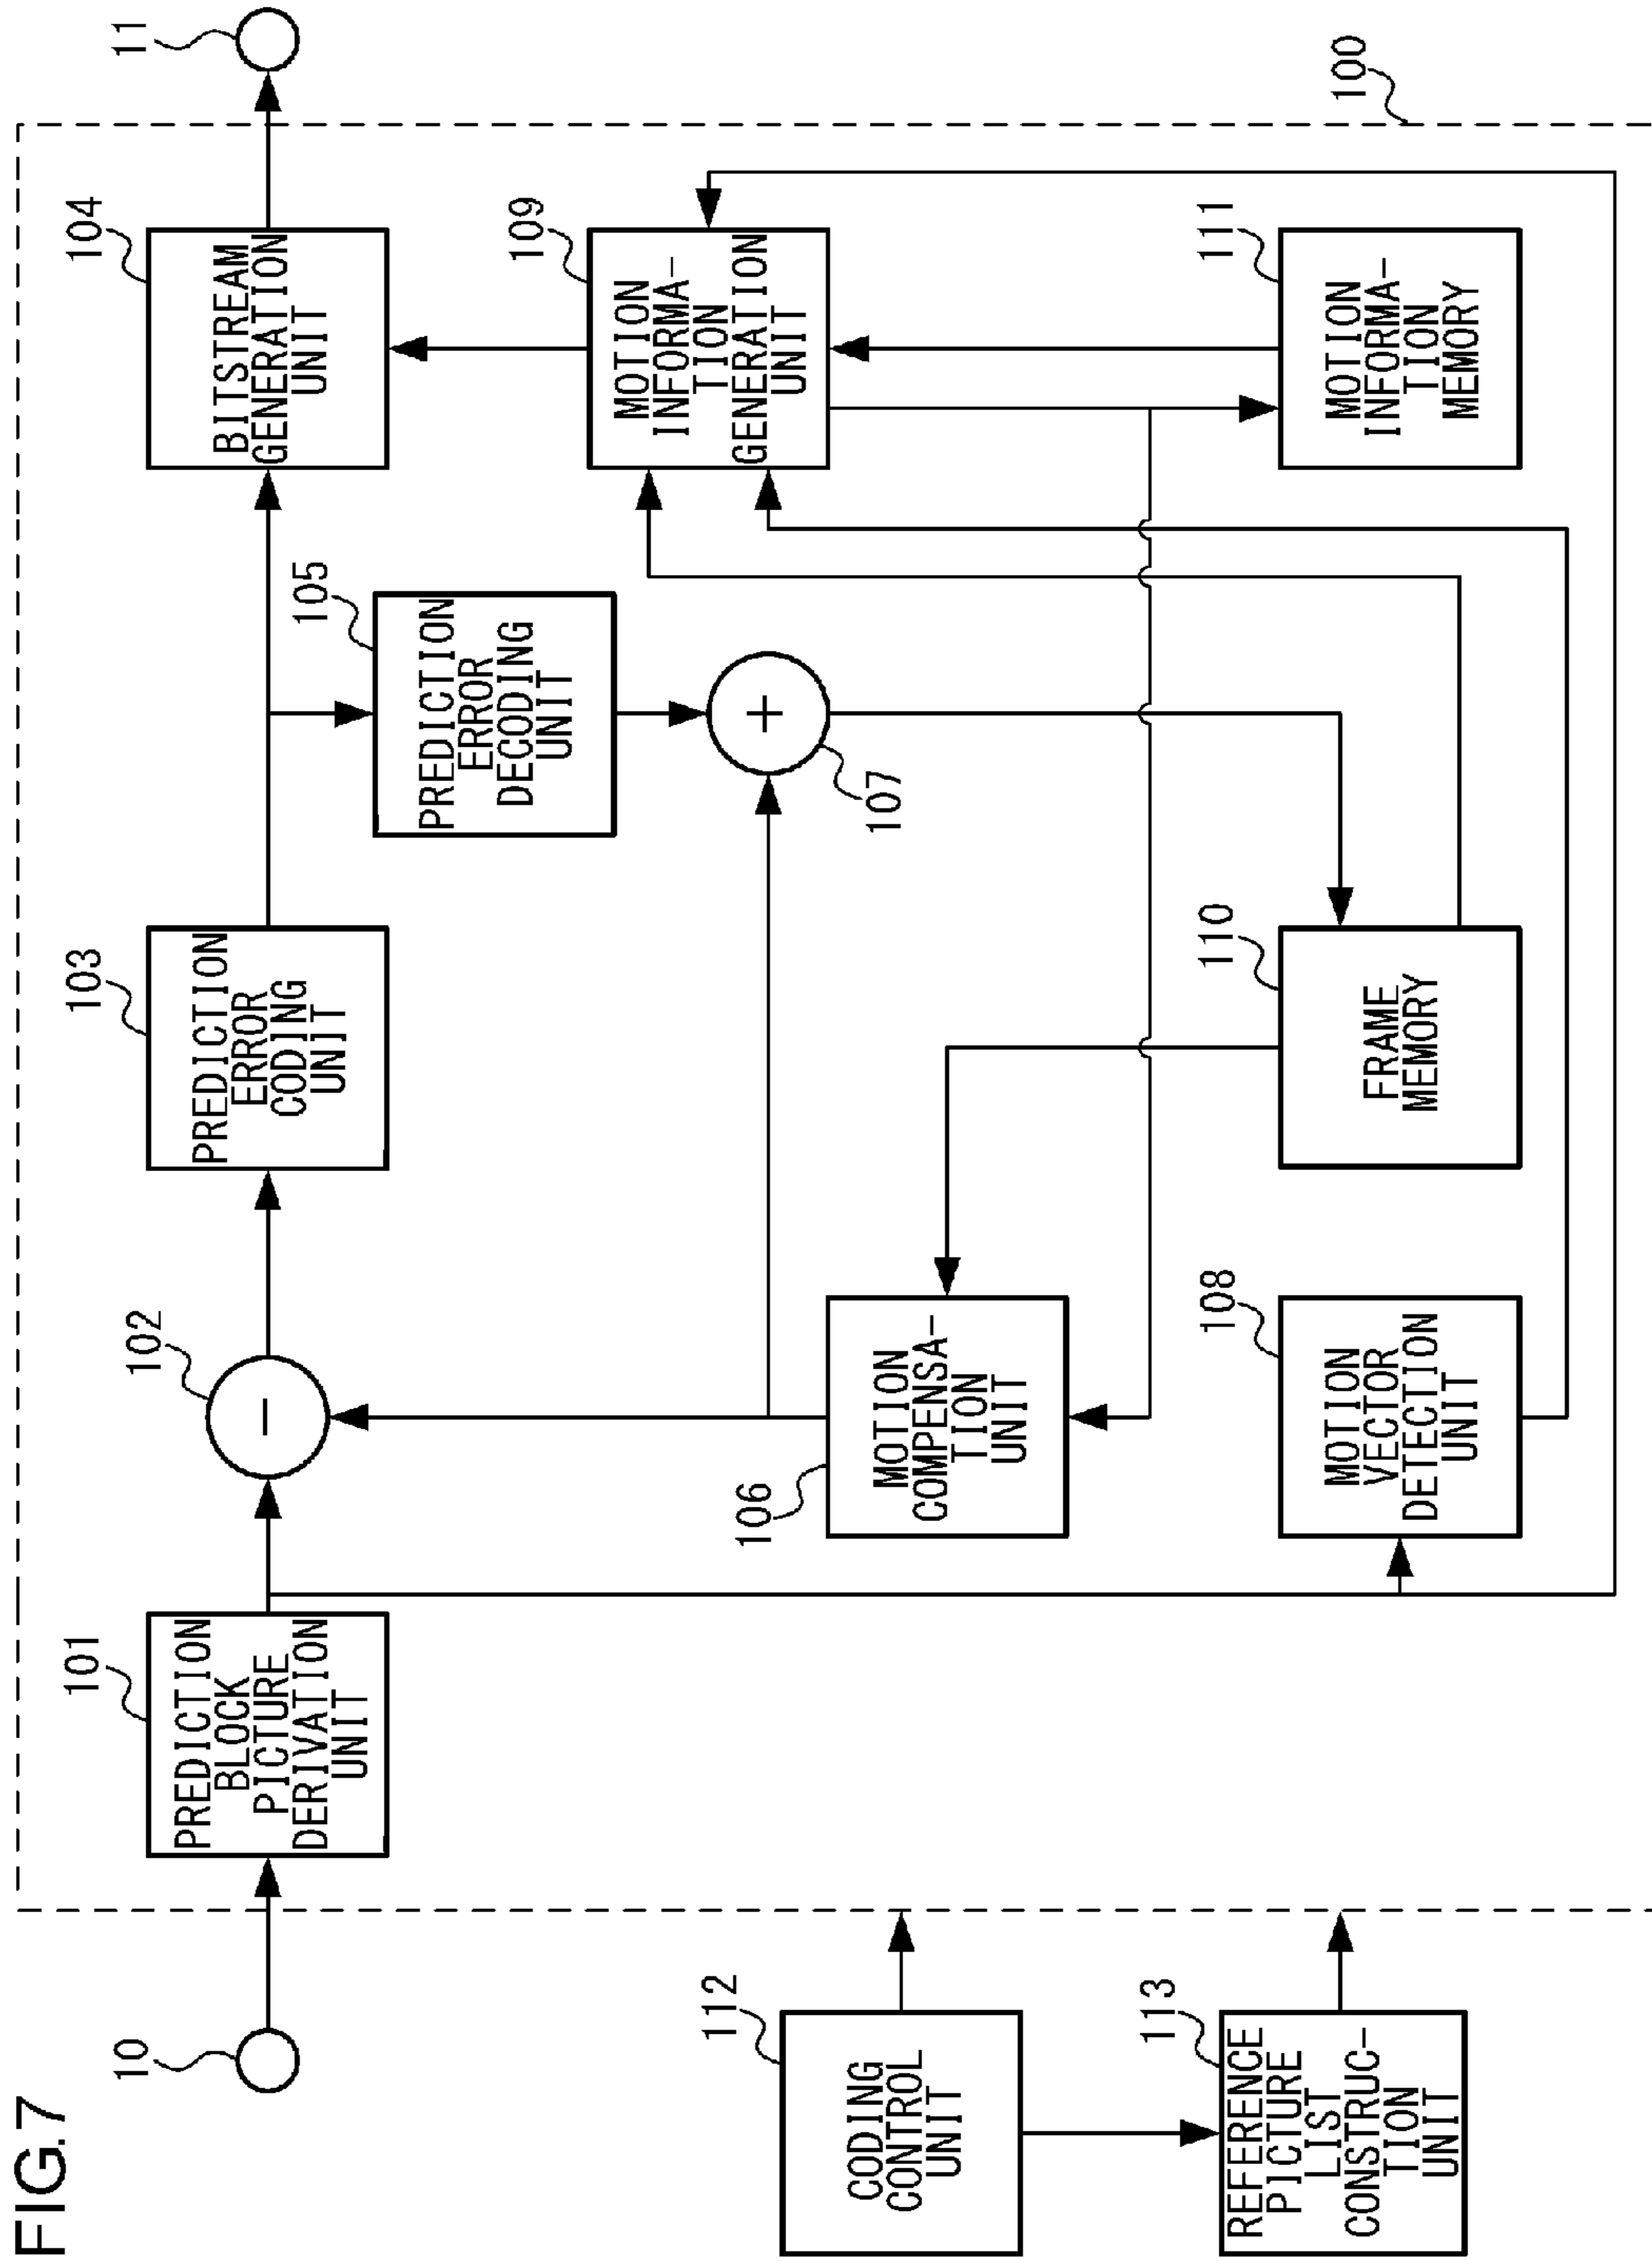 FIG. 7
10
101
PREDICTION
BLOCK
PICTURE
DERIVATION
UNIT
102
−
103
PREDICTION
ERROR
CODING
UNIT
104
BITSTREAM
GENERATION
UNIT
11
105
PREDICTION
ERROR
DECODING
UNIT
+
107
106
MOTION
COMPENSA-
TION
UNIT
109
MOTION
INFORMA-
TION
GENERATION
UNIT
108
MOTION
VECTOR
DETECTION
UNIT
110
FRAME
MEMORY
111
MOTION
INFORMA-
TION
MEMORY
100
112
CODING
CONTROL
UNIT
113
REFERENCE
PICTURE
LIST
CONSTRUC-
TION
UNIT